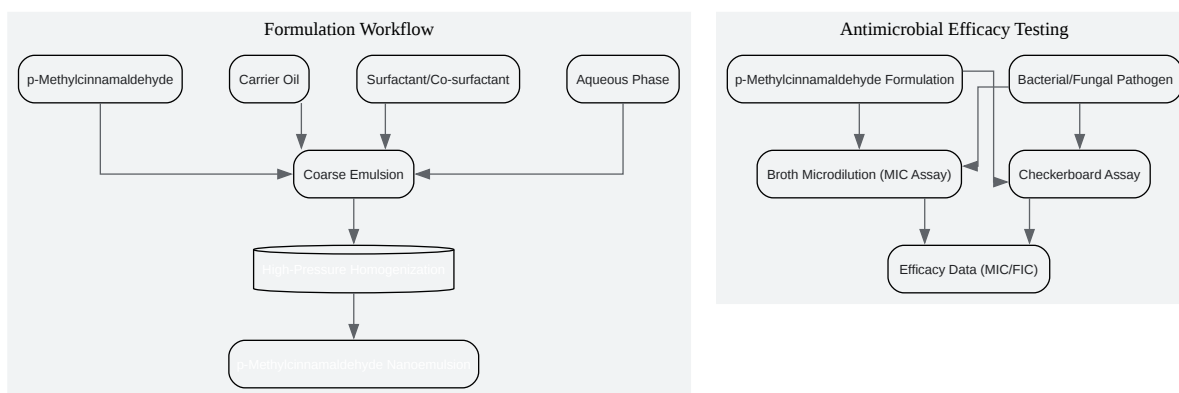 Formulation Workflow
p-Methylcinnamaldehyde
Carrier Oil
Surfactant/Co-surfactant
Aqueous Phase
Coarse Emulsion
High-Pressure Homogenization
p-Methylcinnamaldehyde Nanoemulsion
Antimicrobial Efficacy Testing
p-Methylcinnamaldehyde Formulation
Bacterial/Fungal Pathogen
Broth Microdilution (MIC Assay)
Checkerboard Assay
Efficacy Data (MIC/FIC)